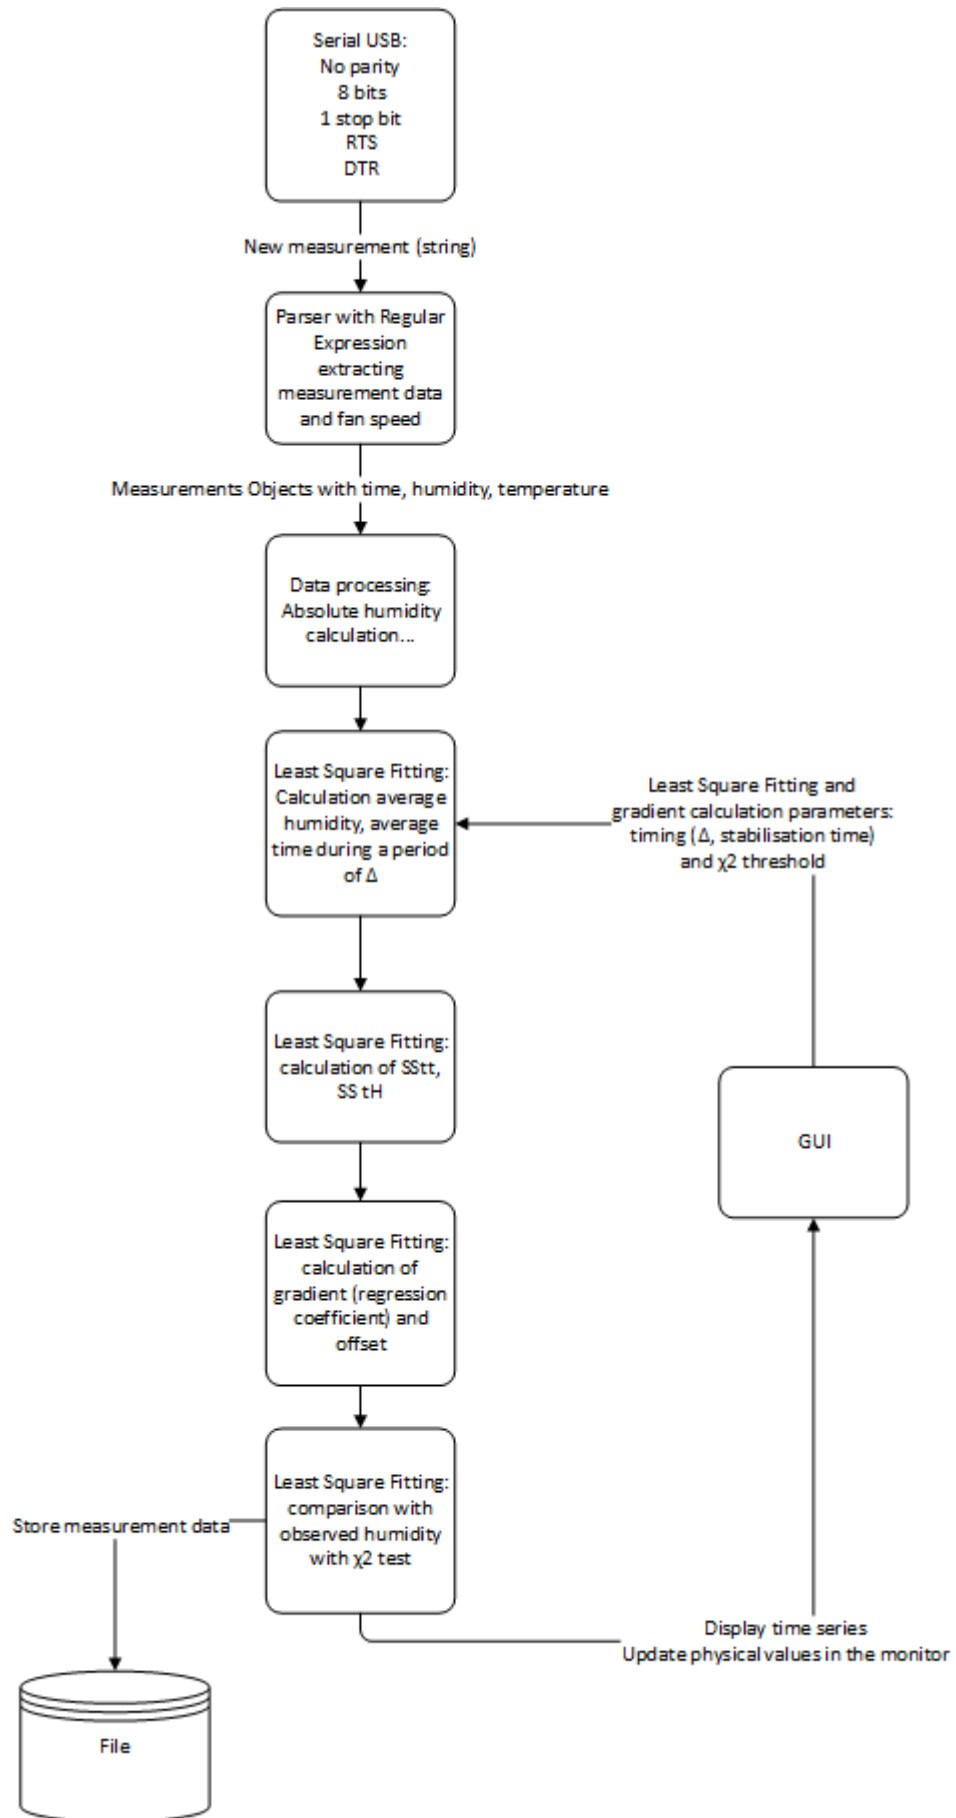 Serial USB:
No parity
8 bits
1 stop bit
RTS
DTR
New measurement (string)
Parser with Regular
Expression
extracting
measurement data
and fan speed
Measurements Objects with time, humidity, temperature
Data processing:
Absolute humidity
calculation...
Least Square Fitting:
Calculation average
humidity, average
time during a period
of Δ
Least Square Fitting and
gradient calculation parameters:
timing (Δ, stabilisation time)
and χ2 threshold
Least Square Fitting:
calculation of SStt,
SS tH
GUI
Least Square Fitting:
calculation of
gradient (regression
coefficient) and
offset
Least Square Fitting:
comparison with
observed humidity
with χ2 test
Store measurement data
Display time series
Update physical values in the monitor
File